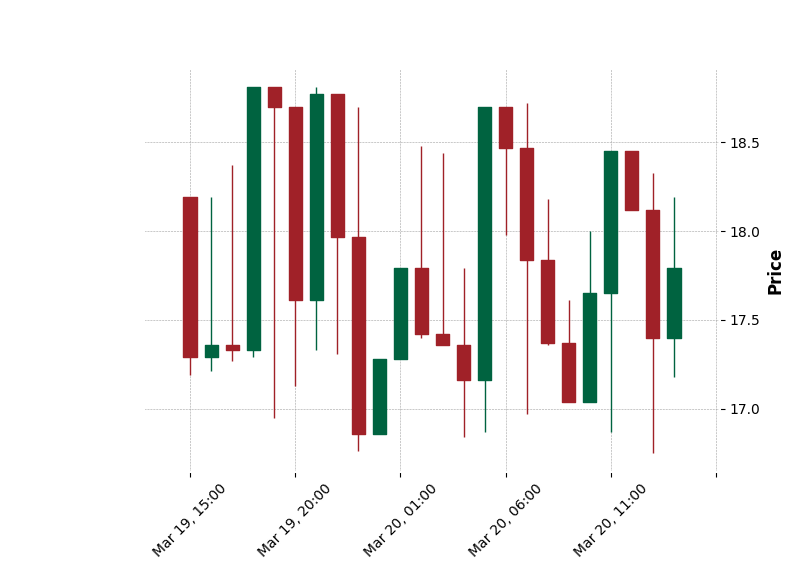 18.5
18.0
17.5
17.0
Price
Mar 19, 15:00
Mar 19, 20:00
Mar 20, 01:00
Mar 20, 06:00
Mar 20, 11:00